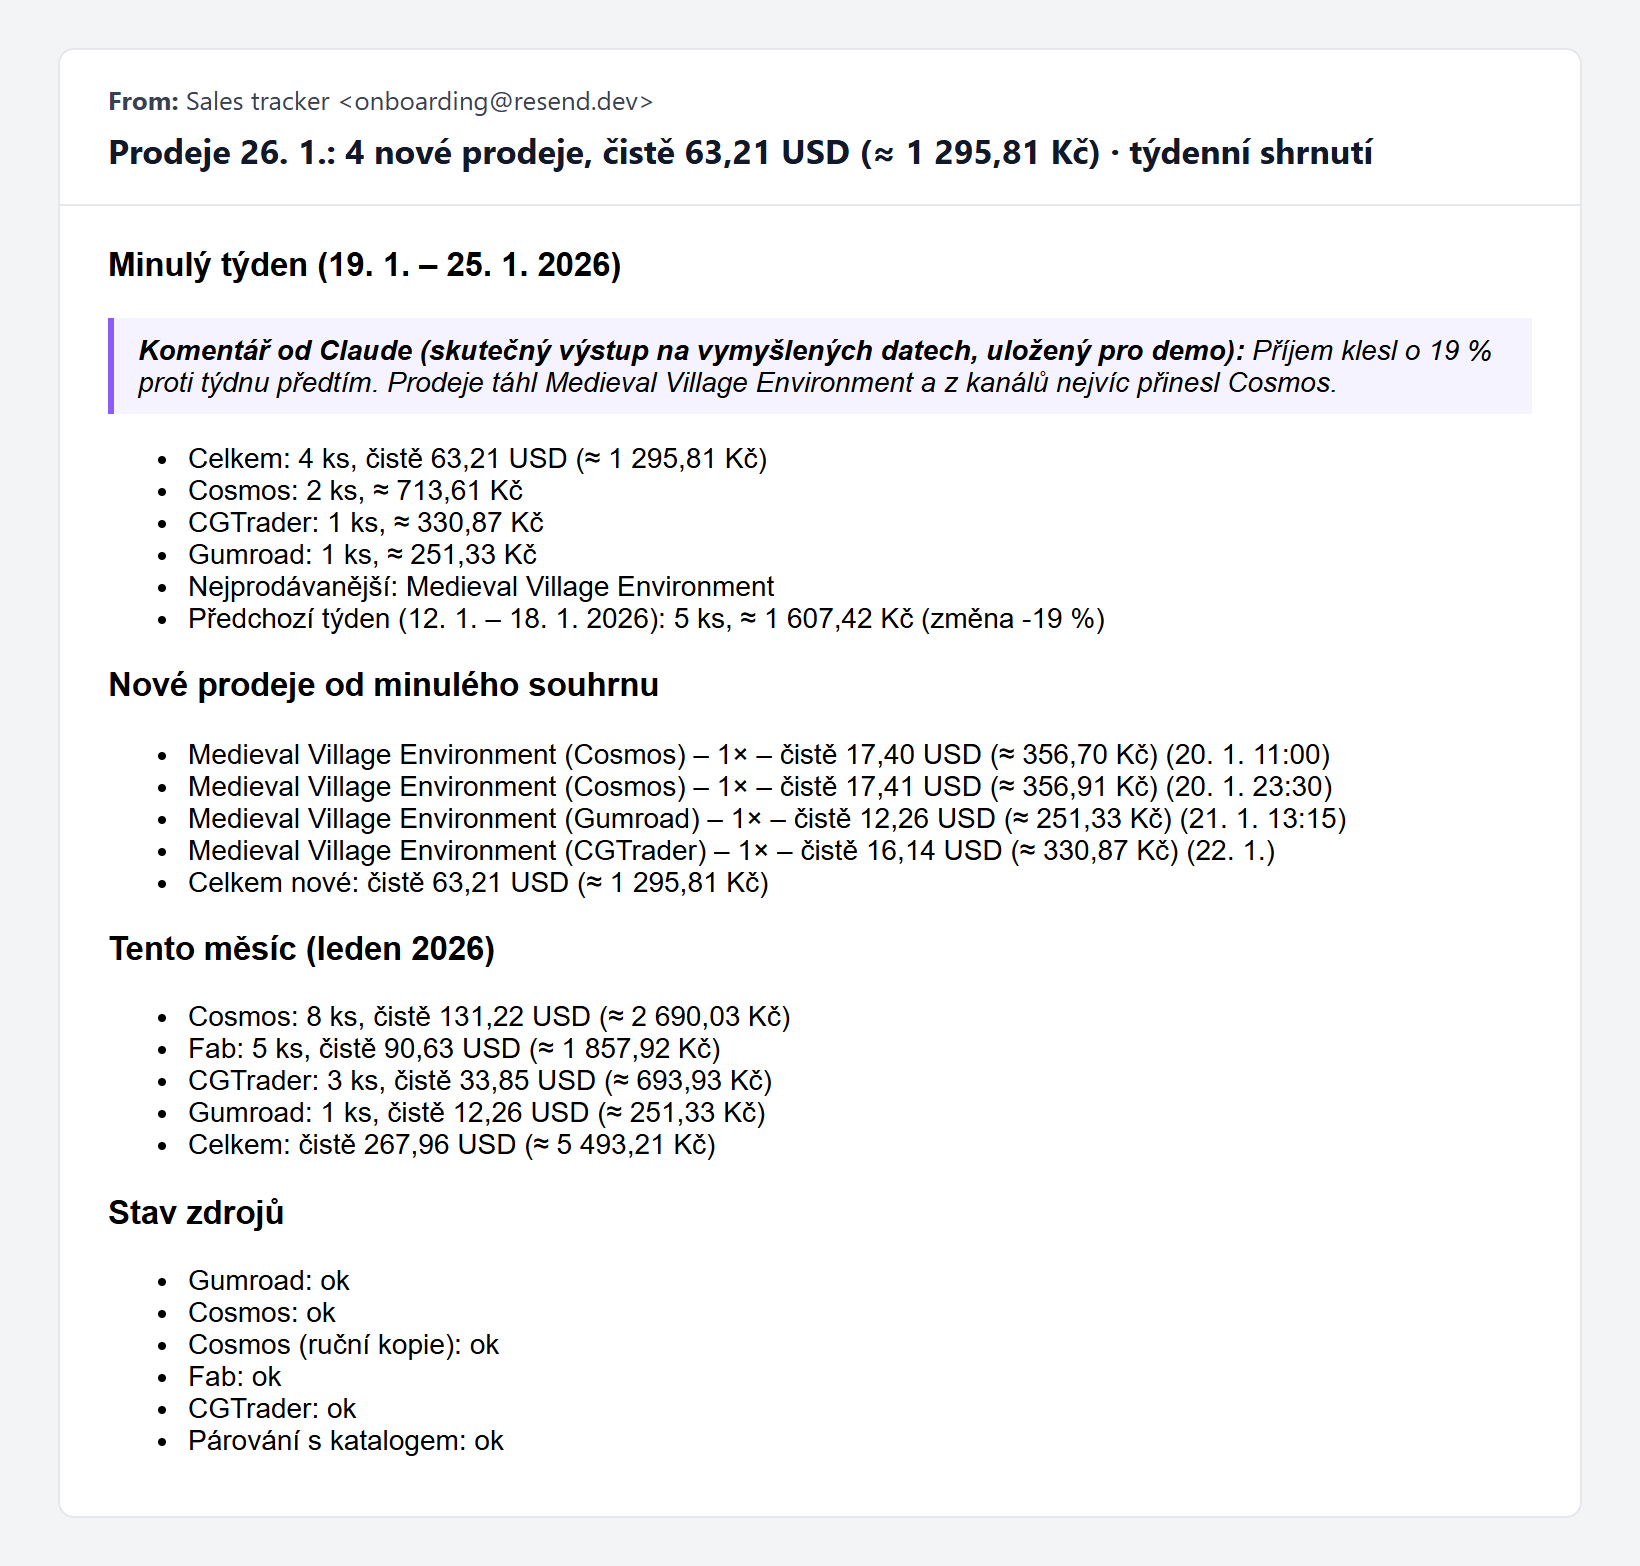 From: Sales tracker <onboarding@resend.dev>
Prodeje 26. 1.: 4 nové prodeje, čistě 63,21 USD (≈ 1 295,81 Kč) · týdenní shrnutí
Minulý týden (19. 1. – 25. 1. 2026)
Komentář od Claude (skutečný výstup na vymyšlených datech, uložený pro demo): Příjem klesl o 19 %
proti týdnu předtím. Prodeje táhl Medieval Village Environment a z kanálů nejvíc přinesl Cosmos.
• Celkem: 4 ks, čistě 63,21 USD (≈ 1 295,81 Kč)
• Cosmos: 2 ks, ≈ 713,61 Kč
• CGTrader: 1 ks, ≈ 330,87 Kč
• Gumroad: 1 ks, ≈ 251,33 Kč
• Nejprodávanější: Medieval Village Environment
• Předchozí týden (12. 1. – 18. 1. 2026): 5 ks, ≈ 1 607,42 Kč (změna -19 %)
Nové prodeje od minulého souhrnu
• Medieval Village Environment (Cosmos) – 1× – čistě 17,40 USD (≈ 356,70 Kč) (20. 1. 11:00)
• Medieval Village Environment (Cosmos) – 1× – čistě 17,41 USD (≈ 356,91 Kč) (20. 1. 23:30)
• Medieval Village Environment (Gumroad) – 1× – čistě 12,26 USD (≈ 251,33 Kč) (21. 1. 13:15)
• Medieval Village Environment (CGTrader) – 1× – čistě 16,14 USD (≈ 330,87 Kč) (22. 1.)
• Celkem nové: čistě 63,21 USD (≈ 1 295,81 Kč)
Tento měsíc (leden 2026)
• Cosmos: 8 ks, čistě 131,22 USD (≈ 2 690,03 Kč)
• Fab: 5 ks, čistě 90,63 USD (≈ 1 857,92 Kč)
• CGTrader: 3 ks, čistě 33,85 USD (≈ 693,93 Kč)
• Gumroad: 1 ks, čistě 12,26 USD (≈ 251,33 Kč)
• Celkem: čistě 267,96 USD (≈ 5 493,21 Kč)
Stav zdrojů
• Gumroad: ok
• Cosmos: ok
• Cosmos (ruční kopie): ok
• Fab: ok
• CGTrader: ok
• Párování s katalogem: ok